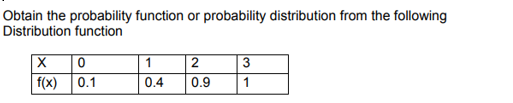 Obtain the probability function or probability distribution from the following
Distribution function
X 0 1 2 3
f(x) 0.1 0.4 0.9 1